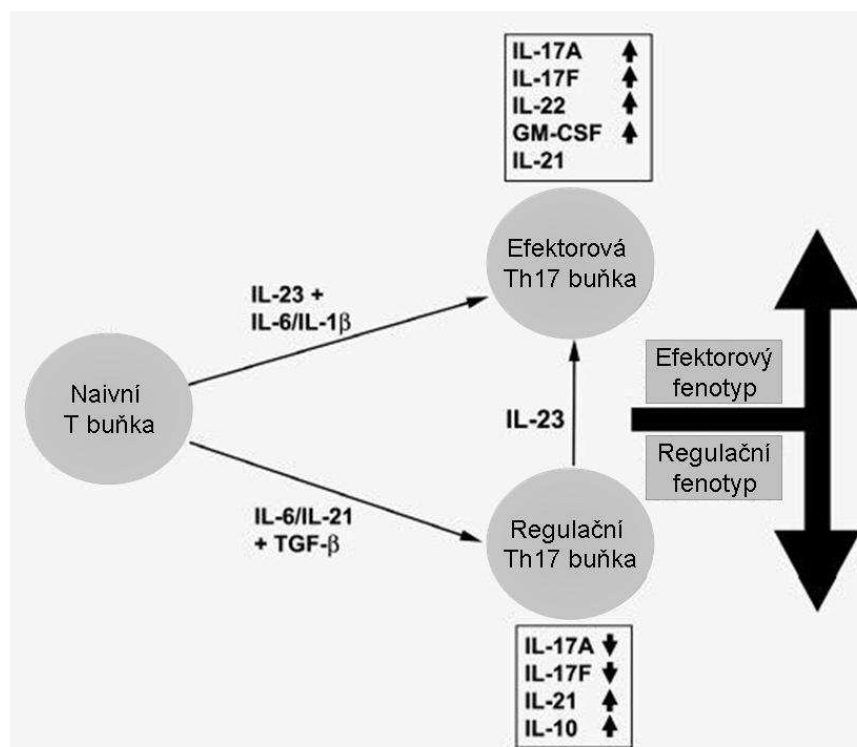 IL-17A
IL-17F
IL-22
GM-CSF
IL-21
Efektorová
Th17 buňka
IL-23 +
IL-6/IL-1β
Naivní
T buňka
IL-23
Efektorový
fenotyp
Regulační
fenotyp
IL-6/IL-21
+ TGF-β
Regulační
Th17 buňka
IL-17A
IL-17F
IL-21
IL-10